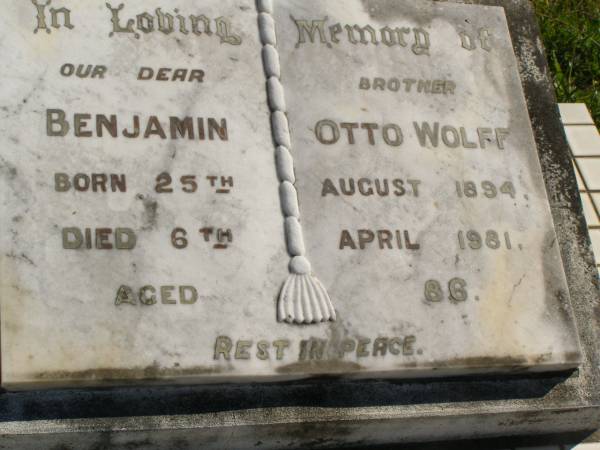 In Loving Memory of
OUR DEAR BROTHER
BENJAMIN OTTO WOLFF
BORN 25TH AUGUST 1894.
DIED 6TH APRIL 1981.
AGED 86.
REST IN PEACE.